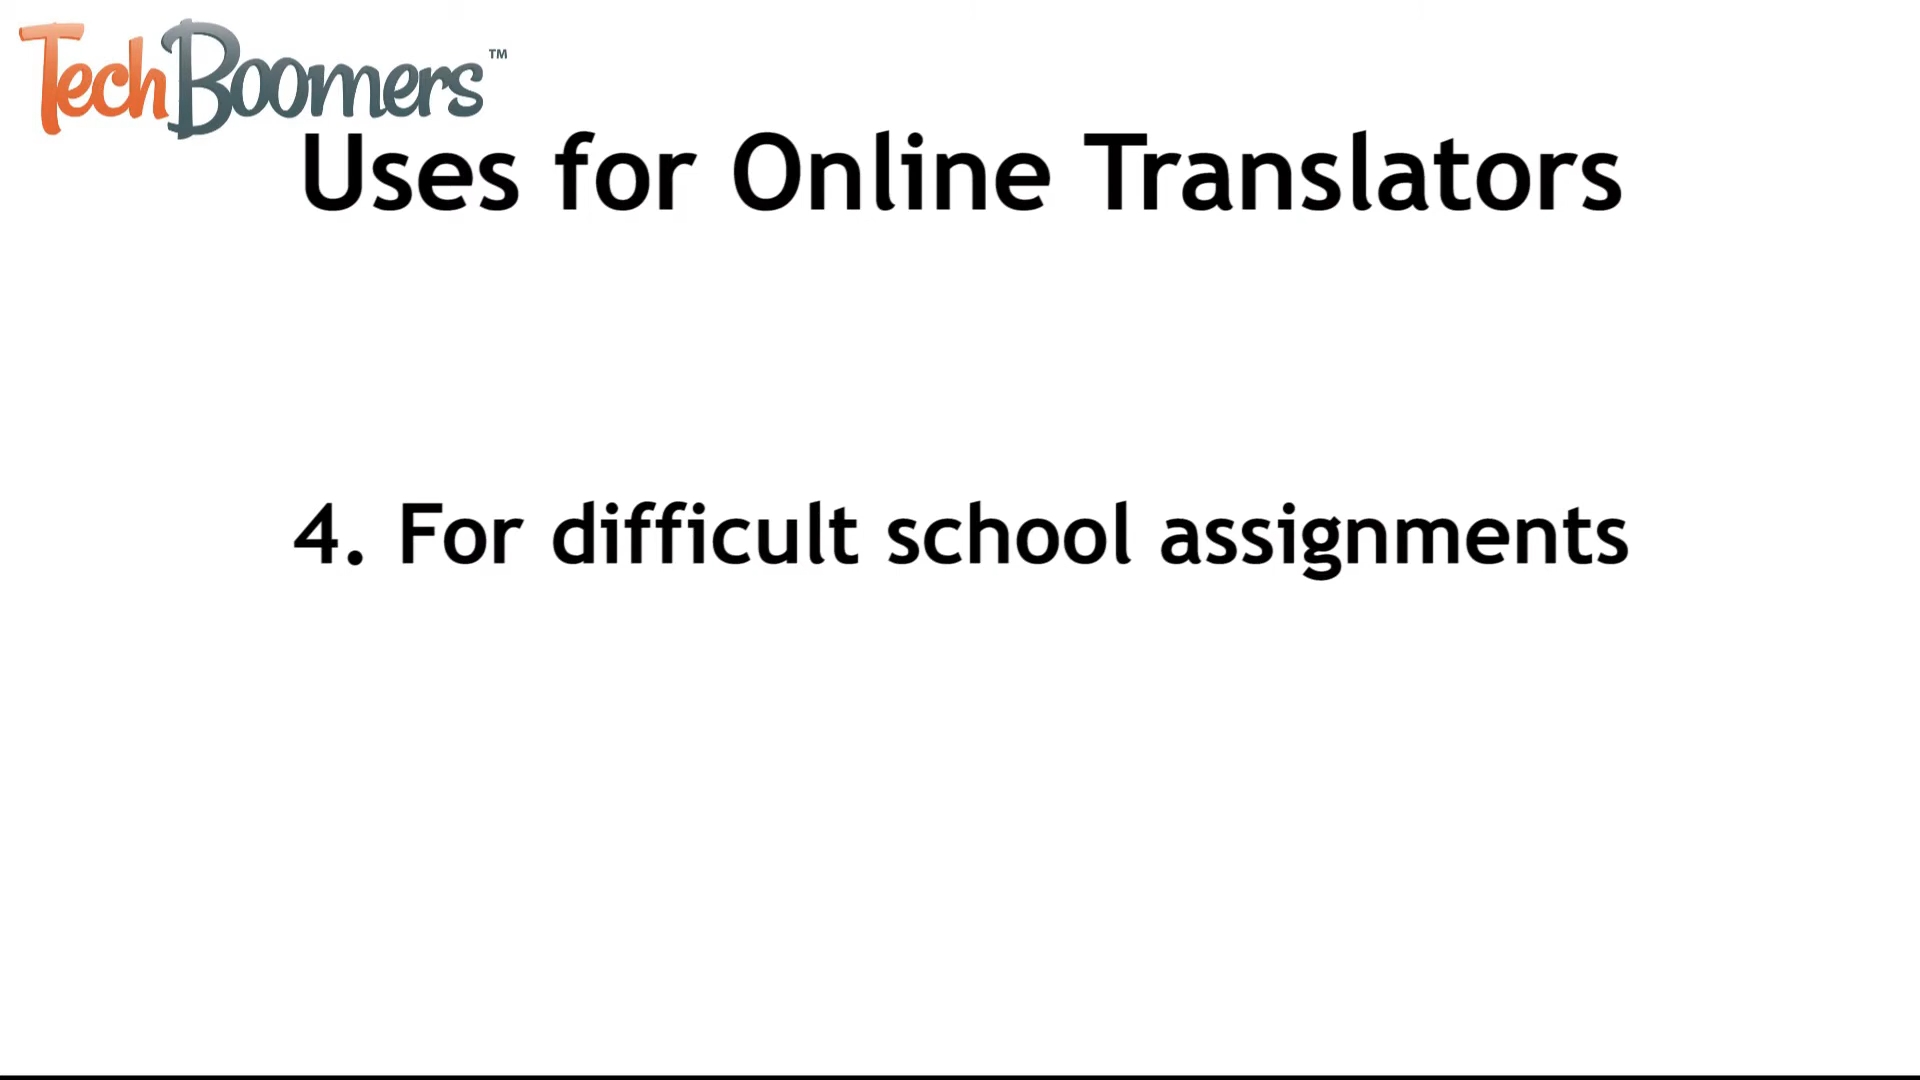 TechBoomers™
Uses for Online Translators
4. For difficult school assignments